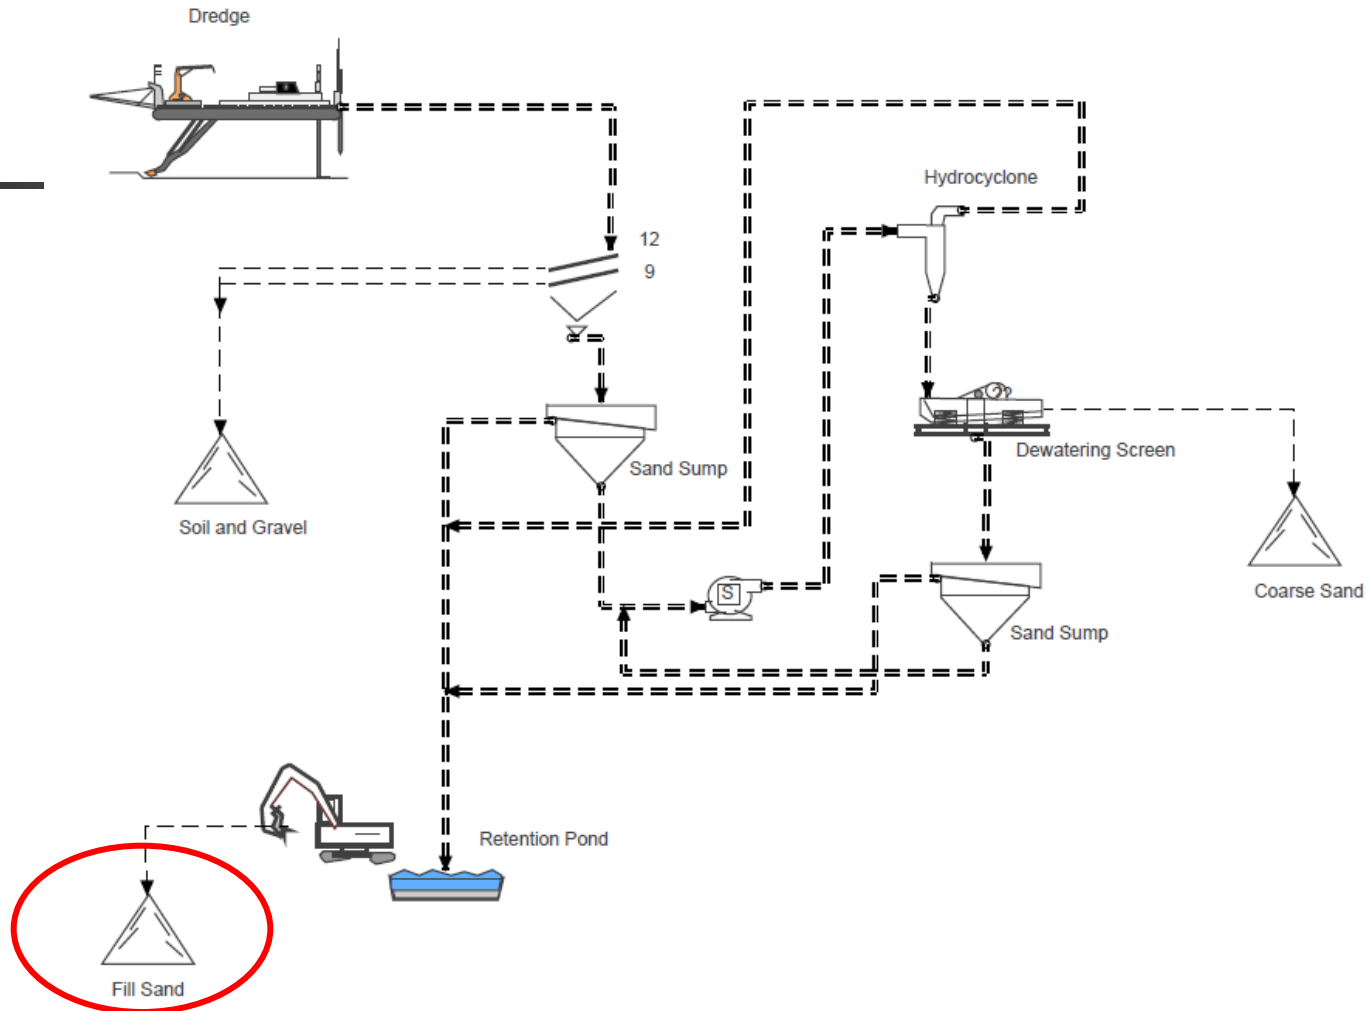 Dredge
Hydrocyclone
12
9
Dewatering Screen
Sand Sump
Soil and Gravel
S
Coarse Sand
Sand Sump
Retention Pond
Fill Sand